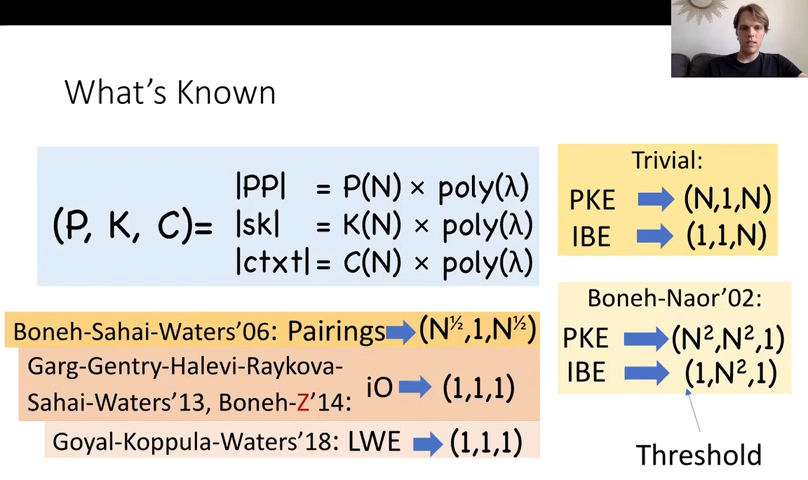 What's Known
(P, K, C)=
|PP| = P(N) × poly(λ)
|sk| = K(N) × poly(λ)
|ctxt| = C(N) × poly(λ)
Trivial:
PKE (N,1,N)
IBE (1,1,N)
Boneh-Sahai-Waters'06: Pairings (N^½,1,N^½)
Garg-Gentry-Halevi-Raykova-
Sahai-Waters'13, Boneh-Z'14: iO (1,1,1)
Goyal-Koppula-Waters'18: LWE (1,1,1)
Boneh-Naor'02:
PKE (N²,N²,1)
IBE (1,N²,1)
Threshold